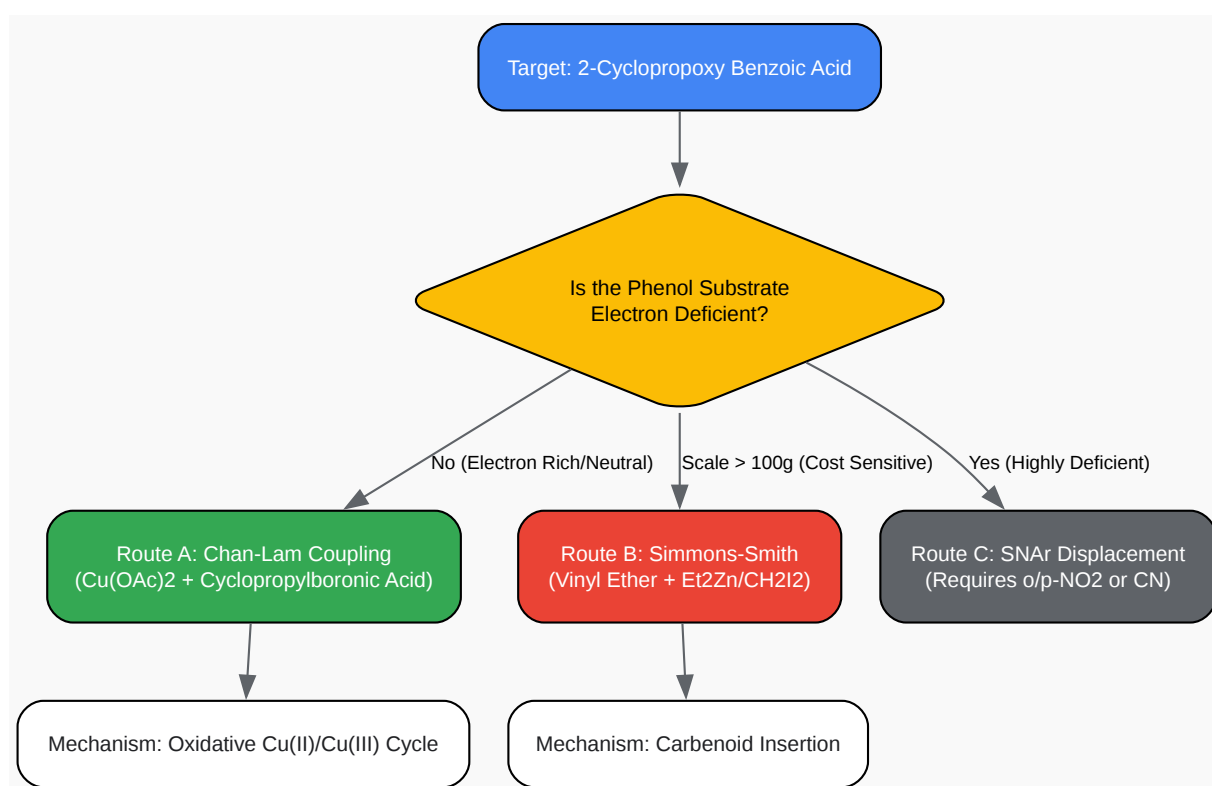 Target: 2-Cyclopropoxy Benzoic Acid
Is the Phenol Substrate
Electron Deficient?
No (Electron Rich/Neutral)
Scale > 100g (Cost Sensitive)
Yes (Highly Deficient)
Route A: Chan-Lam Coupling
(Cu(OAc)2 + Cyclopropylboronic Acid)
Route B: Simmons-Smith
(Vinyl Ether + Et2Zn/CH2I2)
Route C: SNAr Displacement
(Requires o/p-NO2 or CN)
Mechanism: Oxidative Cu(II)/Cu(III) Cycle
Mechanism: Carbenoid Insertion